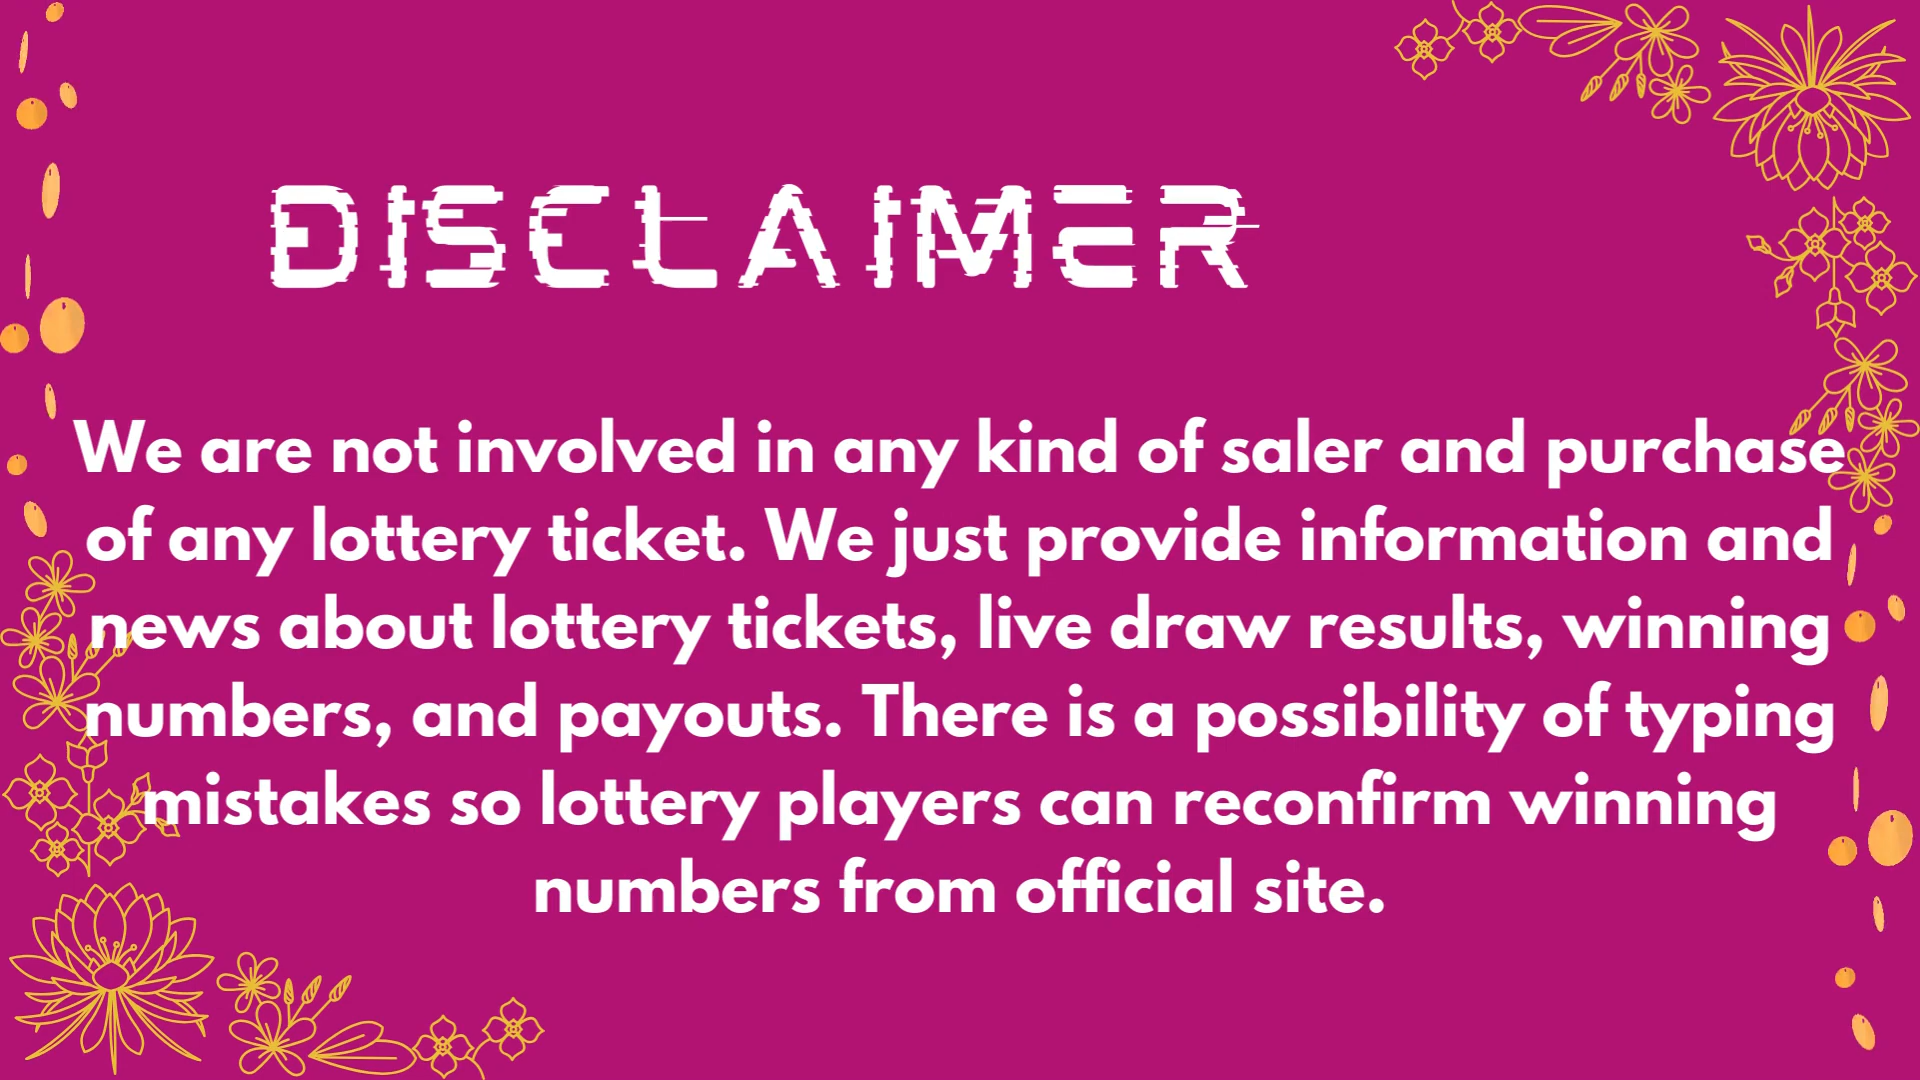 DISCLAIMER
We are not involved in any kind of saler and purchase
of any lottery ticket. We just provide information and
news about lottery tickets, live draw results, winning
numbers, and payouts. There is a possibility of typing
mistakes so lottery players can reconfirm winning
numbers from official site.